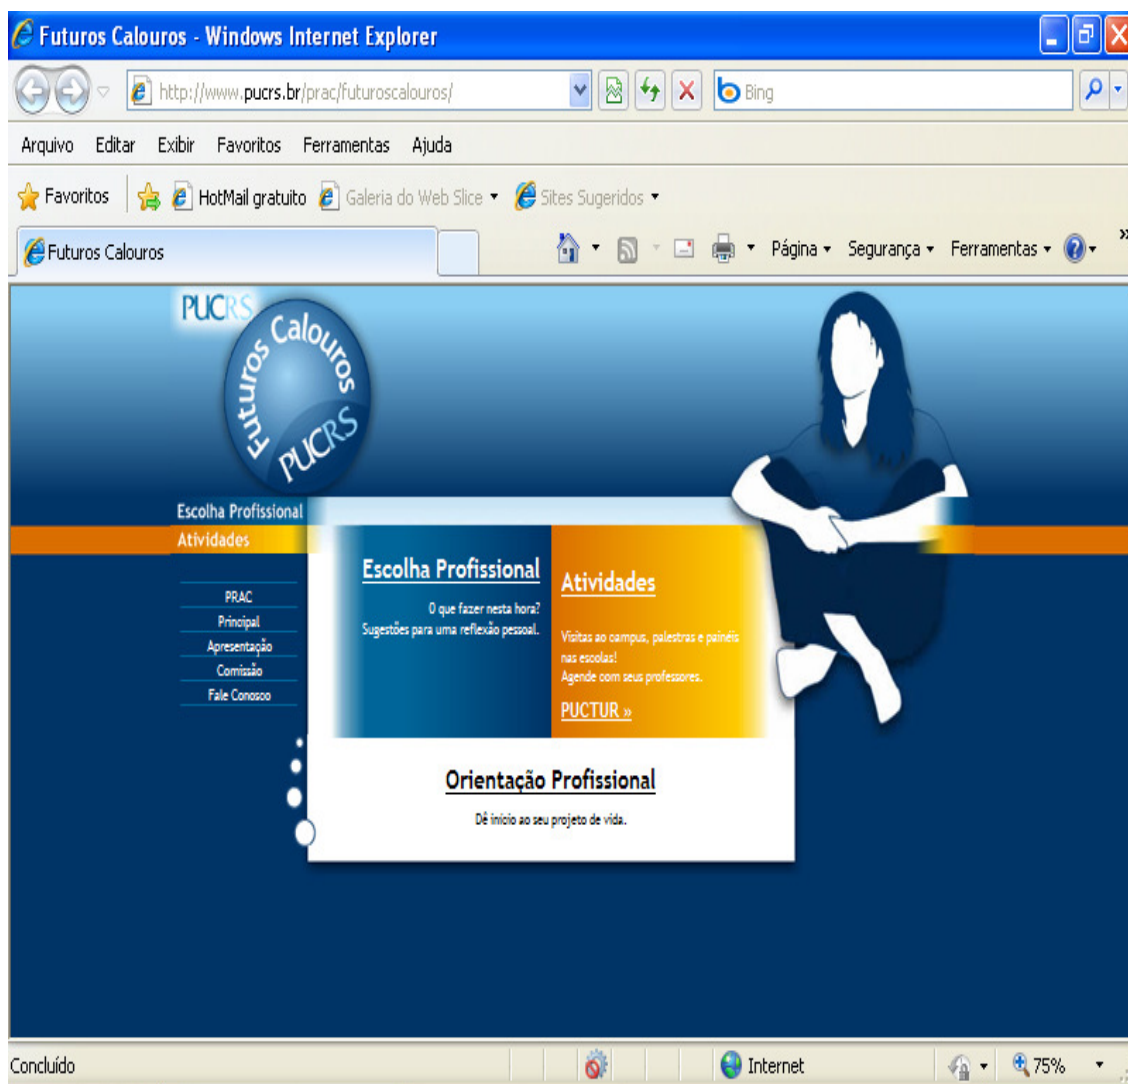 Futuros Calouros - Windows Internet Explorer
http://www.pucrs.br/prac/futuroscalouros/
Bing
Arquivo Editar Exibir Favoritos Ferramentas Ajuda
Favoritos HotMail gratuito Galeria do Web Slice Sites Sugeridos
Futuros Calouros
Página Segurança Ferramentas
PUCRS
Futuros Calouros
PUCRS
Escolha Profissional
Atividades
PRAC
Principal
Apresentação
Comissão
Fale Conosco
Escolha Profissional
O que fazer nesta hora?
Sugestões para uma reflexão pessoal.
Atividades
Visitas ao campus, palestras e painéis
nas escolas!
Agende com seus professores.
PUCTUR »
Orientação Profissional
Dê início ao seu projeto de vida.
Concluído
Internet
75%